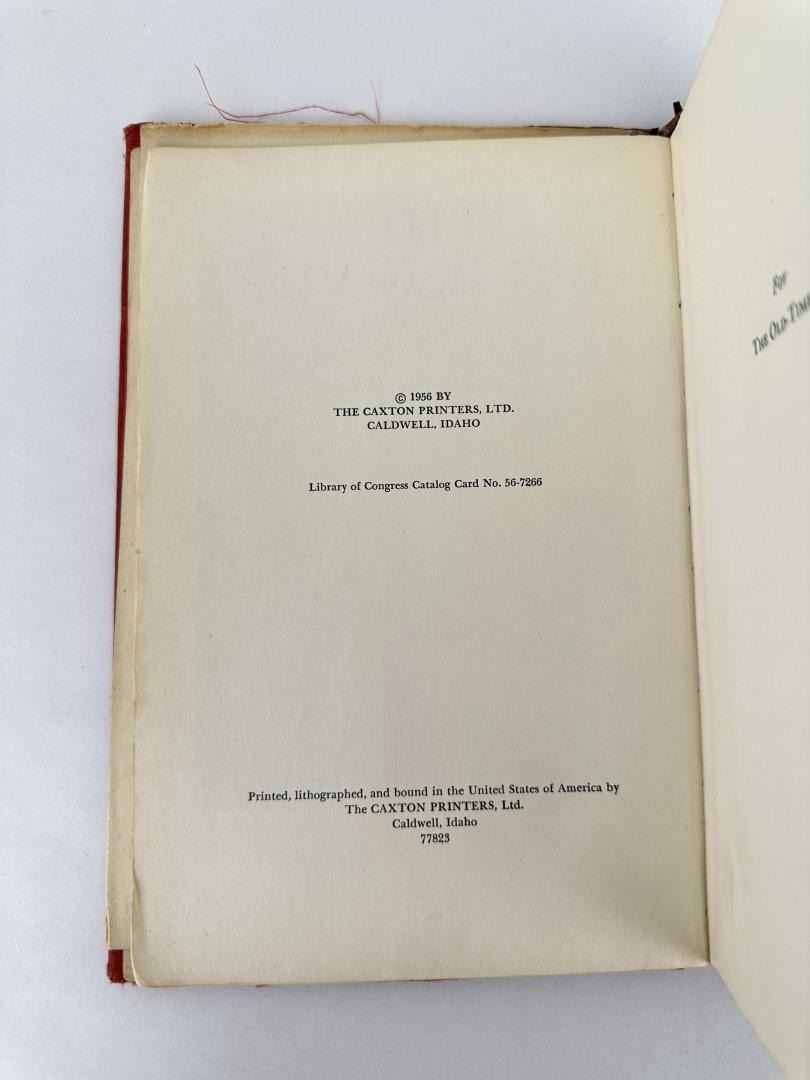 © 1956 BY
THE CAXTON PRINTERS, LTD.
CALDWELL, IDAHO
Library of Congress Catalog Card No. 56-7266
Printed, lithographed, and bound in the United States of America by
The CAXTON PRINTERS, Ltd.
Caldwell, Idaho
77823
For
The Old-Time